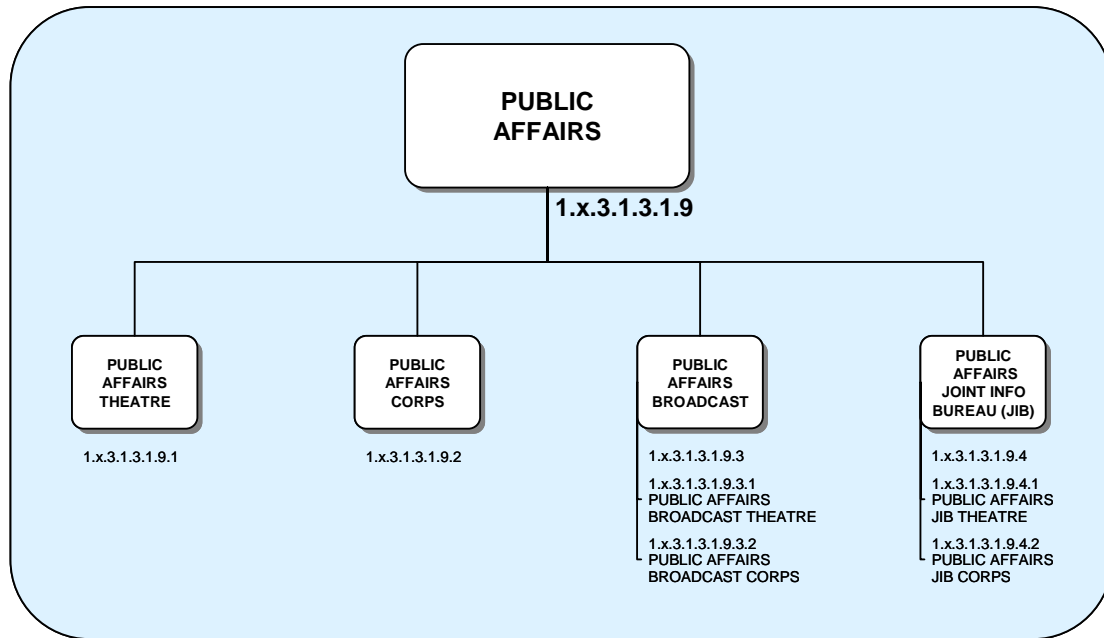 PUBLIC
AFFAIRS
1.x.3.1.3.1.9
PUBLIC
AFFAIRS
THEATRE
1.x.3.1.3.1.9.1
PUBLIC
AFFAIRS
CORPS
1.x.3.1.3.1.9.2
PUBLIC
AFFAIRS
BROADCAST
1.x.3.1.3.1.9.3
1.x.3.1.3.1.9.3.1
PUBLIC AFFAIRS
BROADCAST THEATRE
1.x.3.1.3.1.9.3.2
PUBLIC AFFAIRS
BROADCAST CORPS
PUBLIC
AFFAIRS
JOINT INFO
BUREAU (JIB)
1.x.3.1.3.1.9.4
1.x.3.1.3.1.9.4.1
PUBLIC AFFAIRS
JIB THEATRE
1.x.3.1.3.1.9.4.2
PUBLIC AFFAIRS
JIB CORPS